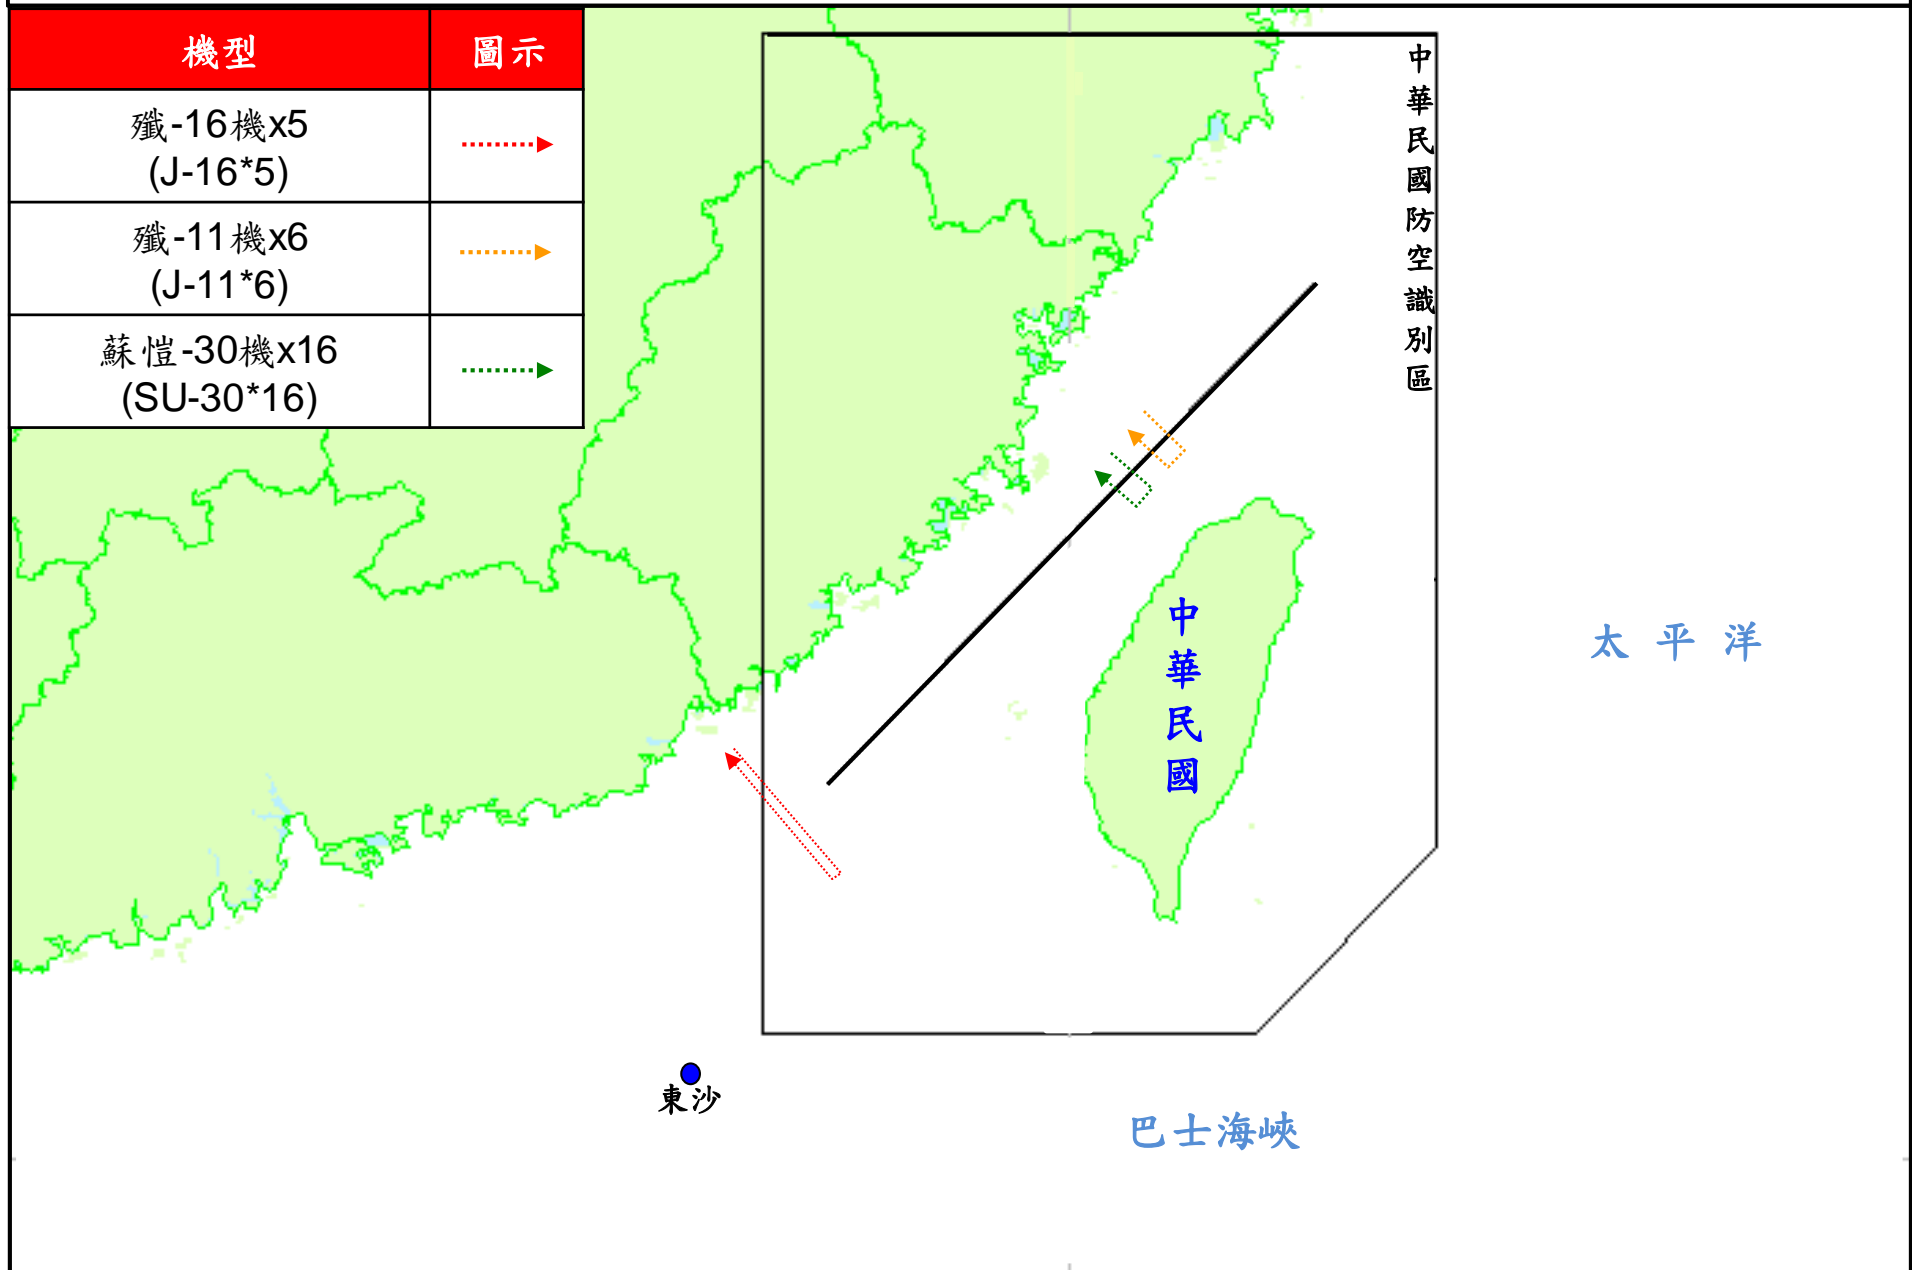 機型 圖示
殲-16機x5
(J-16*5)
殲-11機x6
(J-11*6)
蘇愷-30機x16
(SU-30*16)
中華民國防空識別區
中華民國
太平洋
東沙
巴士海峽